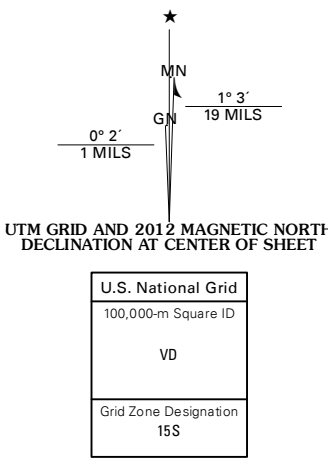 ★
MN
1° 3´
19 MILS
GN
0° 2´
1 MILS
UTM GRID AND 2012 MAGNETIC NORTH
DECLINATION AT CENTER OF SHEET
U.S. National Grid
100,000-m Square ID
VD
Grid Zone Designation
15S